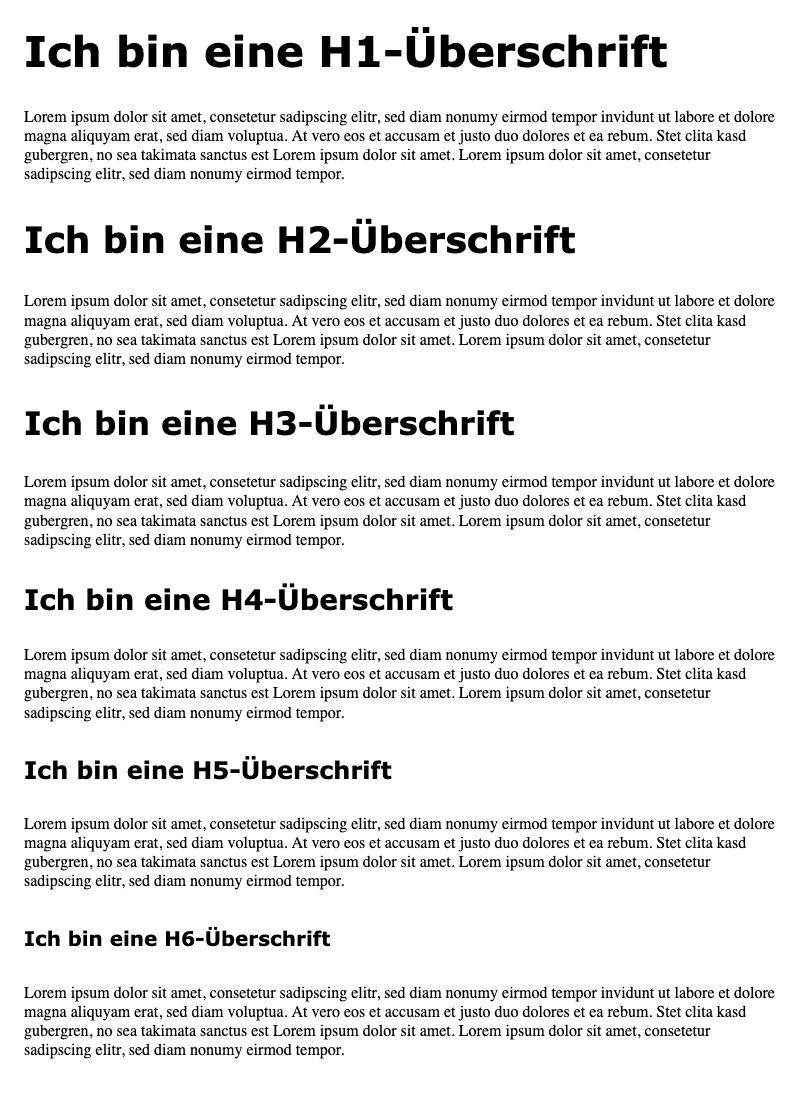 Ich bin eine H1-Überschrift
Lorem ipsum dolor sit amet, consetetur sadipscing elitr, sed diam nonumy eirmod tempor invidunt ut labore et dolore
magna aliquyam erat, sed diam voluptua. At vero eos et accusam et justo duo dolores et ea rebum. Stet clita kasd
gubergren, no sea takimata sanctus est Lorem ipsum dolor sit amet. Lorem ipsum dolor sit amet, consetetur
sadipscing elitr, sed diam nonumy eirmod tempor.
Ich bin eine H2-Überschrift
Lorem ipsum dolor sit amet, consetetur sadipscing elitr, sed diam nonumy eirmod tempor invidunt ut labore et dolore
magna aliquyam erat, sed diam voluptua. At vero eos et accusam et justo duo dolores et ea rebum. Stet clita kasd
gubergren, no sea takimata sanctus est Lorem ipsum dolor sit amet. Lorem ipsum dolor sit amet, consetetur
sadipscing elitr, sed diam nonumy eirmod tempor.
Ich bin eine H3-Überschrift
Lorem ipsum dolor sit amet, consetetur sadipscing elitr, sed diam nonumy eirmod tempor invidunt ut labore et dolore
magna aliquyam erat, sed diam voluptua. At vero eos et accusam et justo duo dolores et ea rebum. Stet clita kasd
gubergren, no sea takimata sanctus est Lorem ipsum dolor sit amet. Lorem ipsum dolor sit amet, consetetur
sadipscing elitr, sed diam nonumy eirmod tempor.
Ich bin eine H4-Überschrift
Lorem ipsum dolor sit amet, consetetur sadipscing elitr, sed diam nonumy eirmod tempor invidunt ut labore et dolore
magna aliquyam erat, sed diam voluptua. At vero eos et accusam et justo duo dolores et ea rebum. Stet clita kasd
gubergren, no sea takimata sanctus est Lorem ipsum dolor sit amet. Lorem ipsum dolor sit amet, consetetur
sadipscing elitr, sed diam nonumy eirmod tempor.
Ich bin eine H5-Überschrift
Lorem ipsum dolor sit amet, consetetur sadipscing elitr, sed diam nonumy eirmod tempor invidunt ut labore et dolore
magna aliquyam erat, sed diam voluptua. At vero eos et accusam et justo duo dolores et ea rebum. Stet clita kasd
gubergren, no sea takimata sanctus est Lorem ipsum dolor sit amet. Lorem ipsum dolor sit amet, consetetur
sadipscing elitr, sed diam nonumy eirmod tempor.
Ich bin eine H6-Überschrift
Lorem ipsum dolor sit amet, consetetur sadipscing elitr, sed diam nonumy eirmod tempor invidunt ut labore et dolore
magna aliquyam erat, sed diam voluptua. At vero eos et accusam et justo duo dolores et ea rebum. Stet clita kasd
gubergren, no sea takimata sanctus est Lorem ipsum dolor sit amet. Lorem ipsum dolor sit amet, consetetur
sadipscing elitr, sed diam nonumy eirmod tempor.